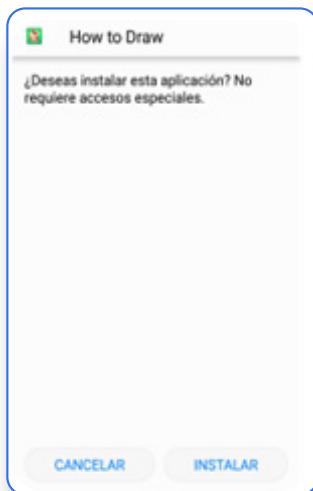 How to Draw
¿Deseas instalar esta aplicación? No
requiere accesos especiales.
CANCELAR
INSTALAR